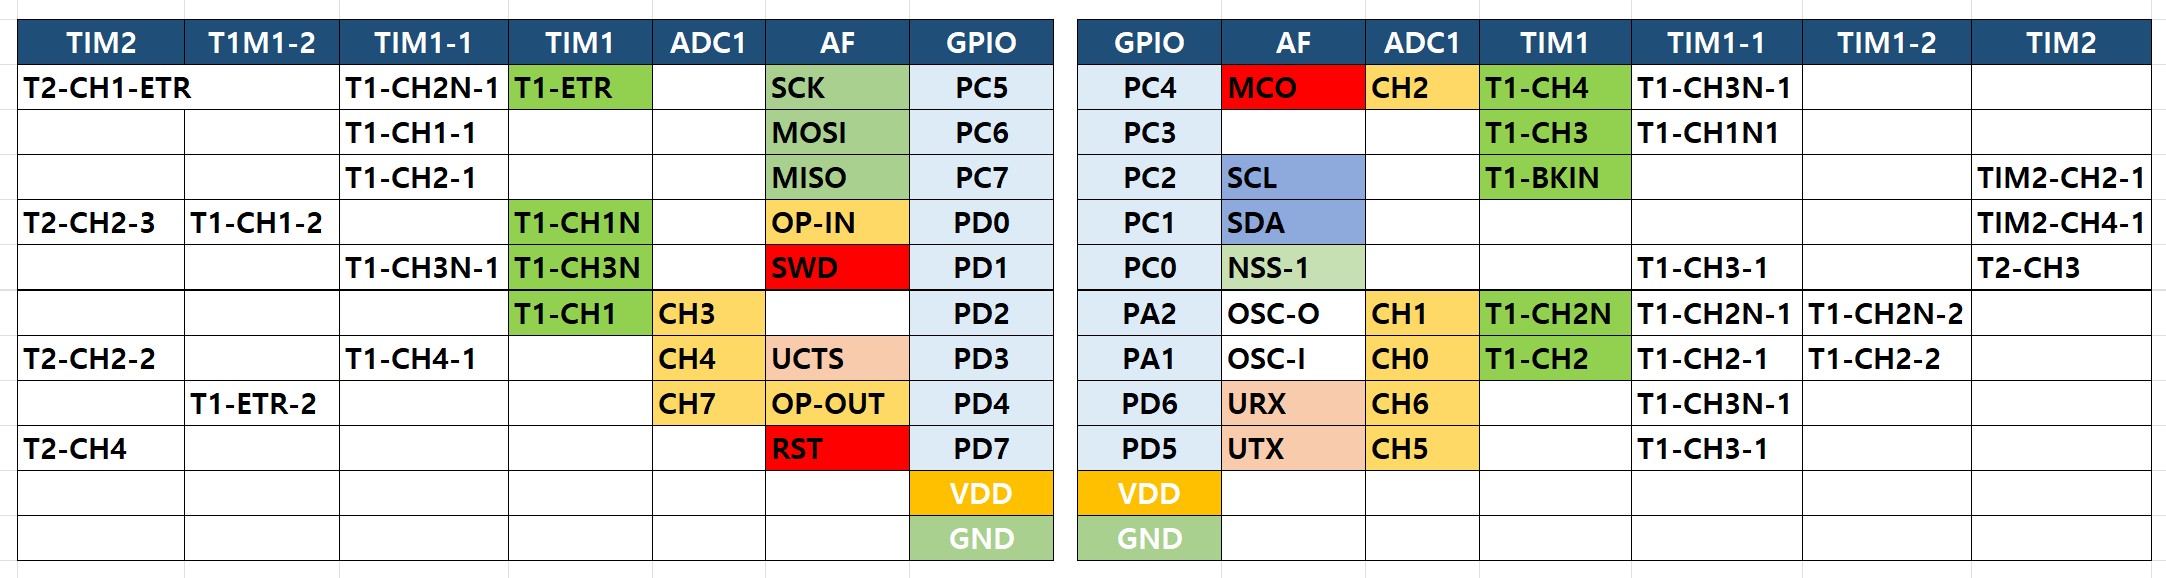 TIM2 T1M1-2 TIM1-1 TIM1 ADC1 AF GPIO GPIO AF ADC1 TIM1 TIM1-1 TIM1-2 TIM2
T2-CH1-ETR T1-CH2N-1 T1-ETR SCK PC5 PC4 MCO CH2 T1-CH4 T1-CH3N-1
T1-CH1-1 MOSI PC6 PC3 T1-CH3 T1-CH1N1
T1-CH2-1 MISO PC7 PC2 SCL T1-BKIN TIM2-CH2-1
T2-CH2-3 T1-CH1-2 T1-CH1N OP-IN PD0 PC1 SDA TIM2-CH4-1
T1-CH3N-1 T1-CH3N SWD PD1 PC0 NSS-1 T1-CH3-1 T2-CH3
T1-CH1 CH3 PD2 PA2 OSC-O CH1 T1-CH2N T1-CH2N-1 T1-CH2N-2
T2-CH2-2 T1-CH4-1 CH4 UCTS PD3 PA1 OSC-I CH0 T1-CH2 T1-CH2-1 T1-CH2-2
T1-ETR-2 CH7 OP-OUT PD4 PD6 URX CH6 T1-CH3N-1
T2-CH4 RST PD7 PD5 UTX CH5 T1-CH3-1
VDD VDD
GND GND